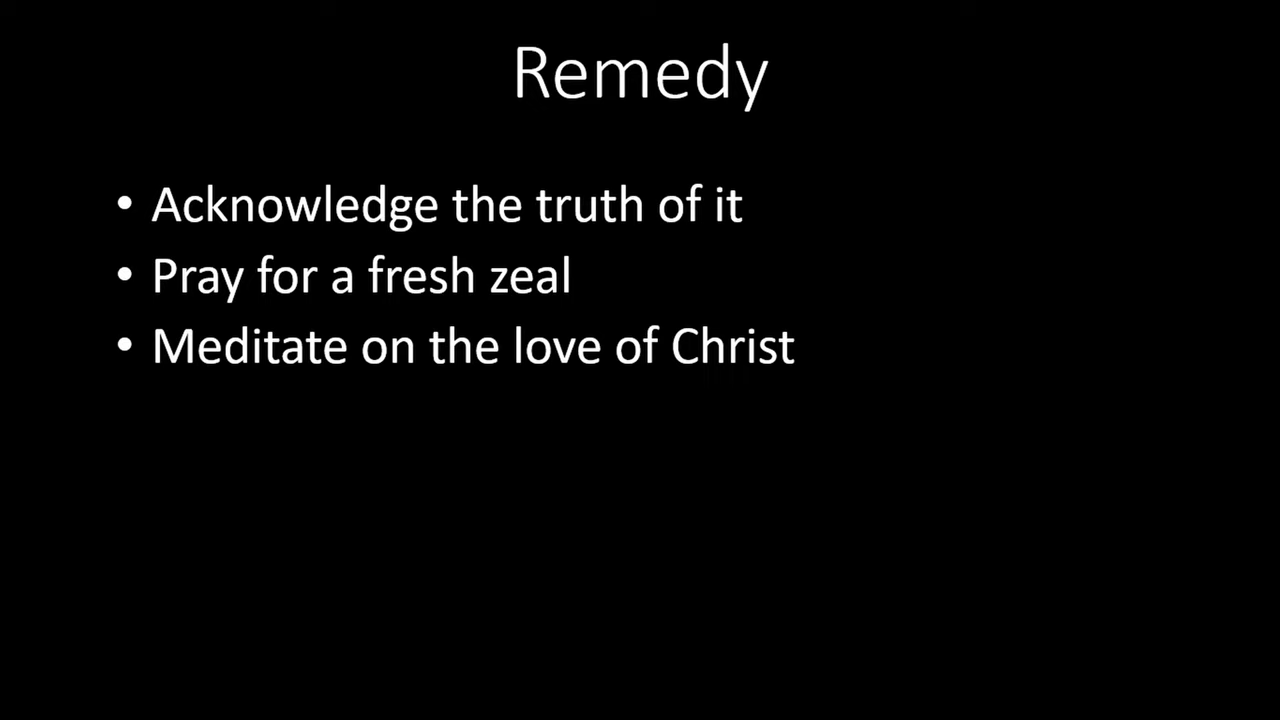 Remedy
• Acknowledge the truth of it
• Pray for a fresh zeal
• Meditate on the love of Christ